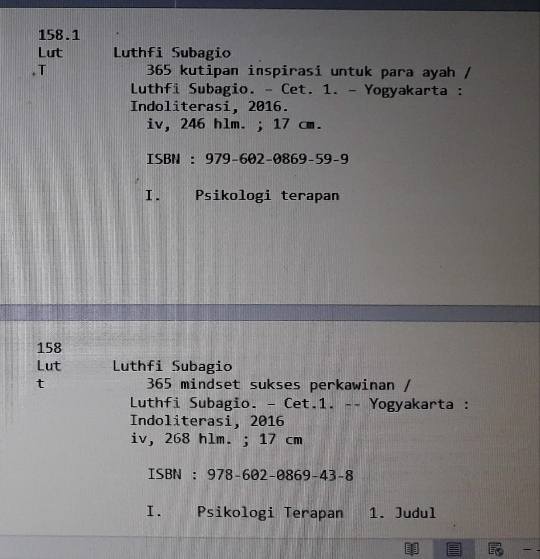 158.1
Lut Luthfi Subagio
T 365 kutipan inspirasi untuk para ayah /
Luthfi Subagio. – Cet. 1. – Yogyakarta :
Indoliterasi, 2016.
iv, 246 hlm. ; 17 cm.
ISBN : 979-602-0869-59-9
I. Psikologi terapan
158
Lut Luthfi Subagio
t 365 mindset sukses perkawinan /
Luthfi Subagio. – Cet.1. -- Yogyakarta :
Indoliterasi, 2016
iv, 268 hlm. ; 17 cm
ISBN : 978-602-0869-43-8
I. Psikologi Terapan 1. Judul